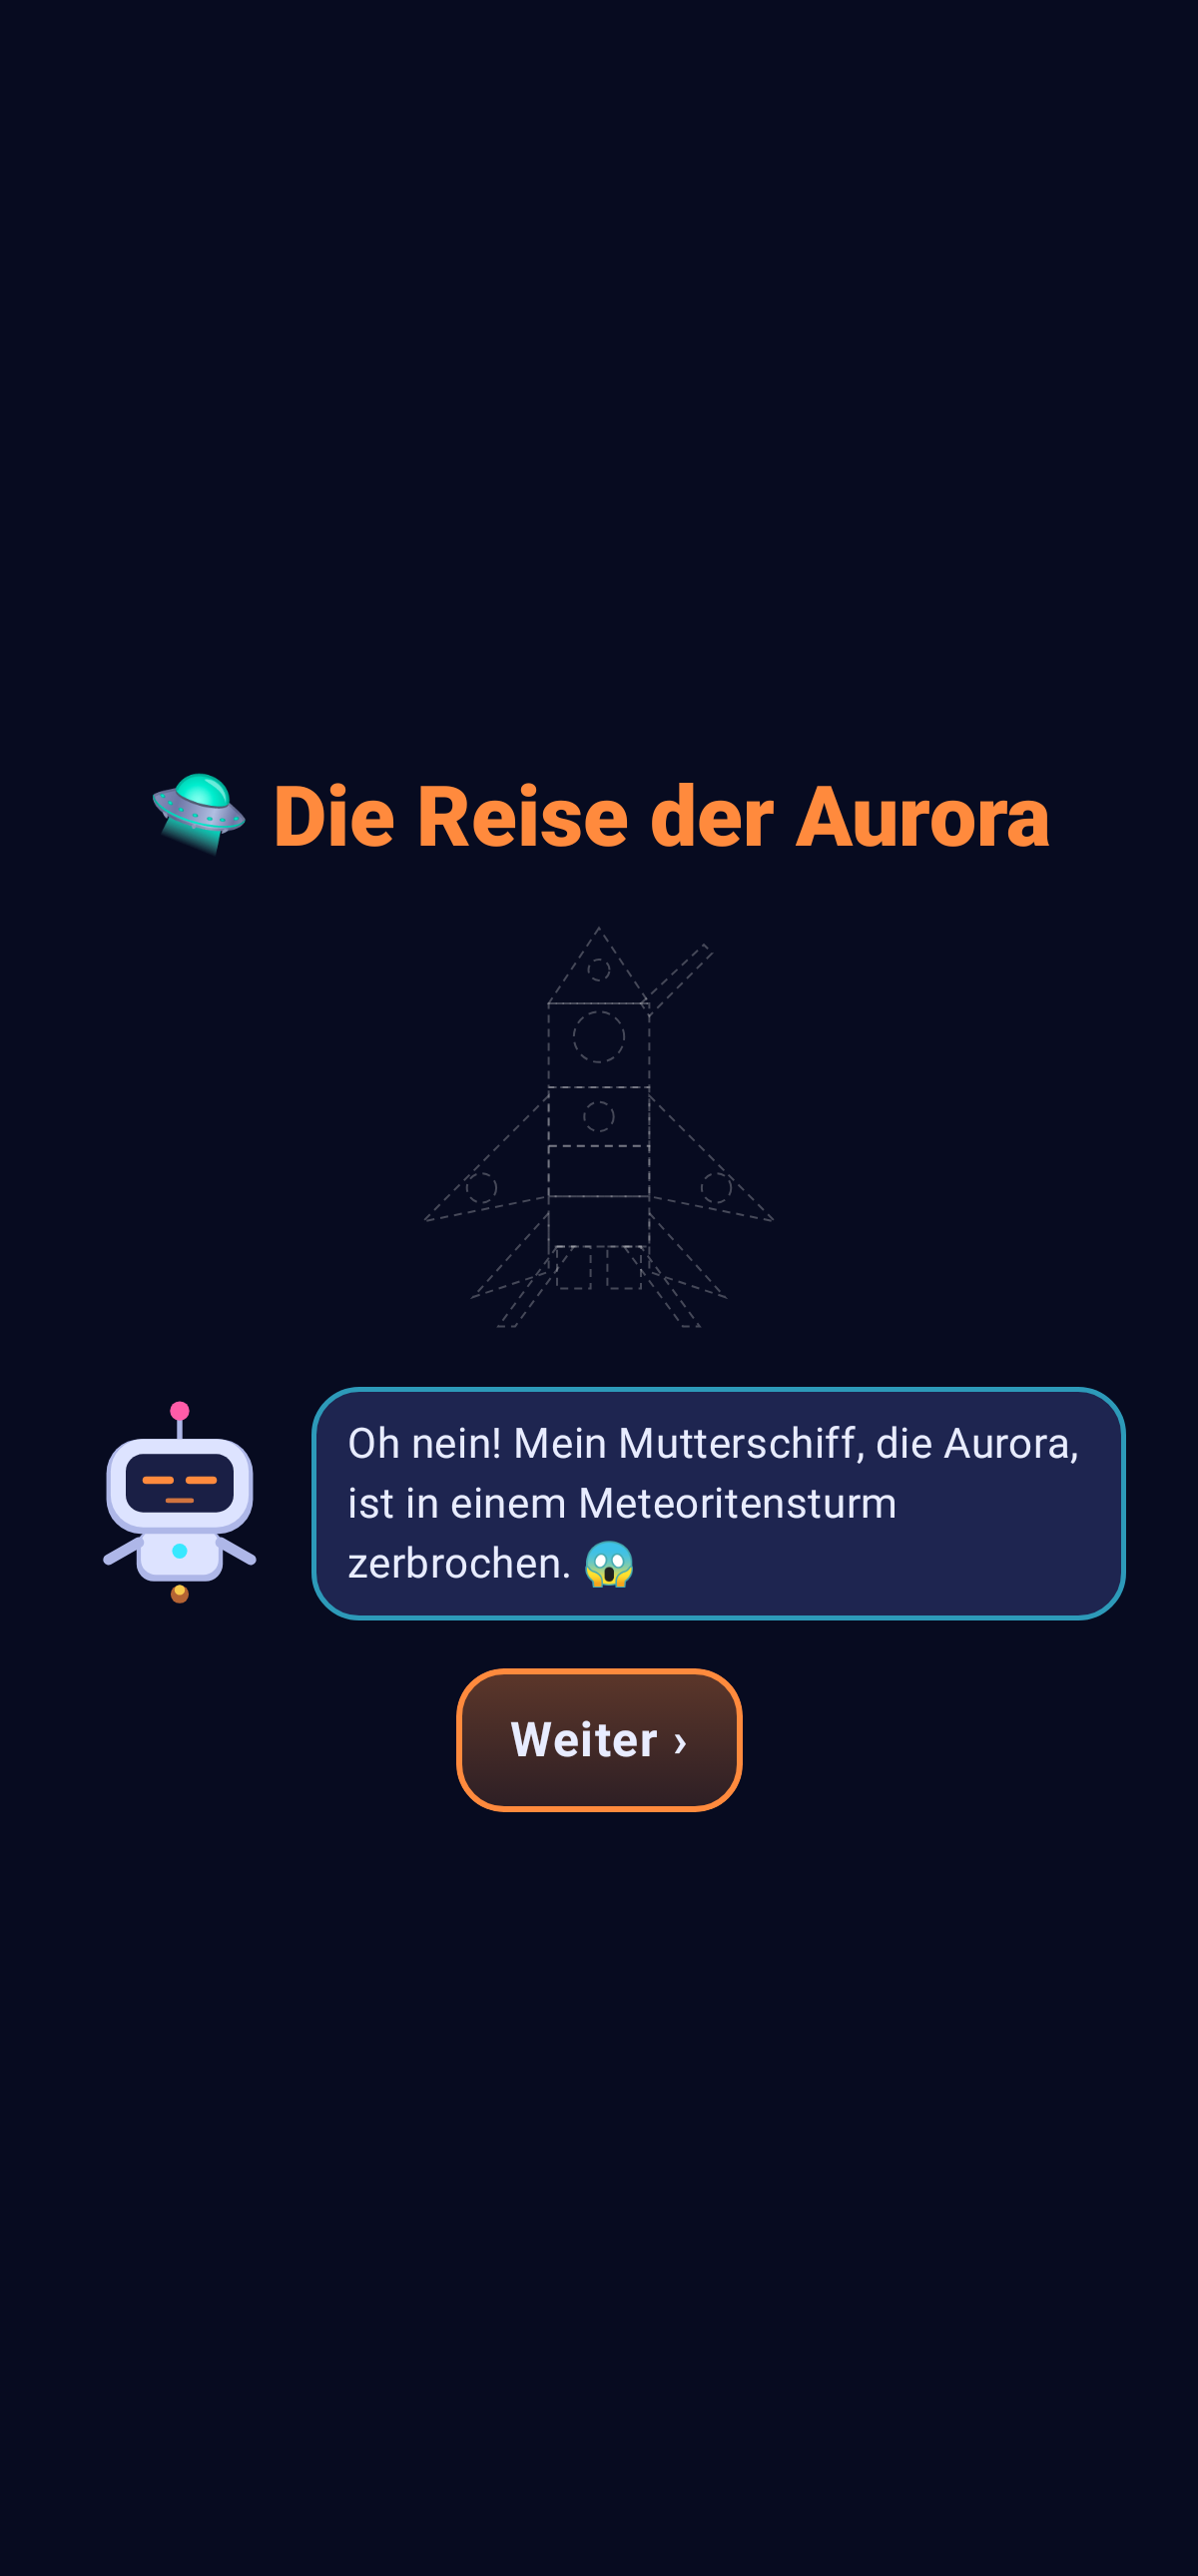 Die Reise der Aurora
Oh nein! Mein Mutterschiff, die Aurora,
ist in einem Meteoritensturm
zerbrochen. 😱
Weiter ›